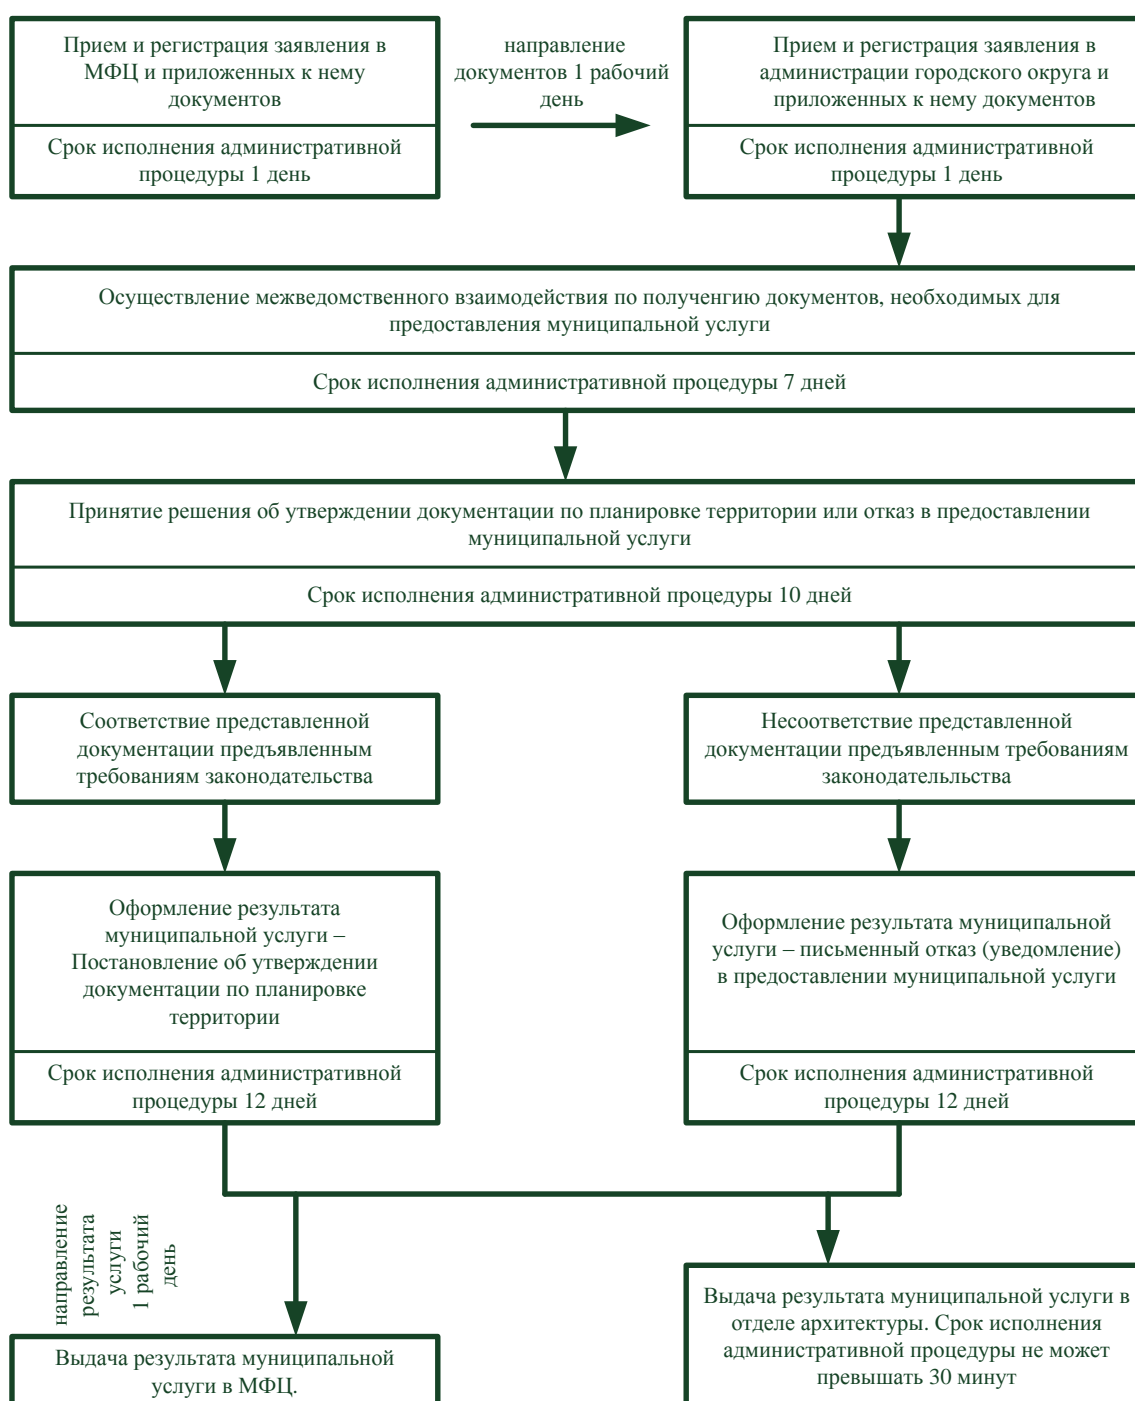 Прием и регистрация заявления в
МФЦ и приложенных к нему
документов
Срок исполнения административной
процедуры 1 день
направление
документов 1 рабочий
день
Прием и регистрация заявления в
администрации городского округа и
приложенных к нему документов
Срок исполнения административной
процедуры 1 день
Осуществление межведомственного взаимодействия по полученгию документов, необходимых для
предоставления муниципальной услуги
Срок исполнения административной процедуры 7 дней
Принятие решения об утверждении документации по планировке территории или отказ в предоставлении
муниципальной услуги
Срок исполнения административной процедуры 10 дней
Соответствие представленной
документации предъявленным
требованиям законодательства
Несоответствие представленной
документации предъявленным требованиям
законодателььства
Оформление результата
муниципальной услуги –
Постановление об утверждении
документации по планировке
территории
Срок исполнения административной
процедуры 12 дней
Оформление результата муниципальной
услуги – письменный отказ (уведомление)
в предоставлении муниципальной услуги
Срок исполнения административной
процедуры 12 дней
направление
результата
услуги
1 рабочий
день
Выдача результата муниципальной
услуги в МФЦ.
Выдача результата муниципальной услуги в
отделе архитектуры. Срок исполнения
административной процедуры не может
превышать 30 минут